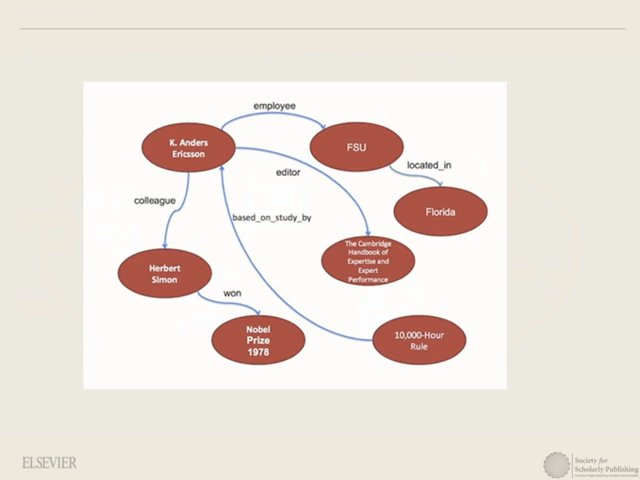 employee
K. Anders
Ericsson
FSU
editor
located_in
colleague
based_on_study_by
Florida
The Cambridge
Handbook of
Expertise and
Expert
Performance
Herbert
Simon
won
Nobel
Prize
1978
10,000-Hour
Rule
ELSEVIER
Society for
Scholarly Publishing